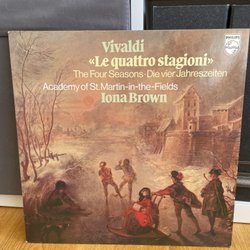 PHILIPS
Vivaldi
«Le quattro stagioni»
The Four Seasons · Die vier Jahreszeiten
Academy of St. Martin-in-the-Fields
Iona Brown